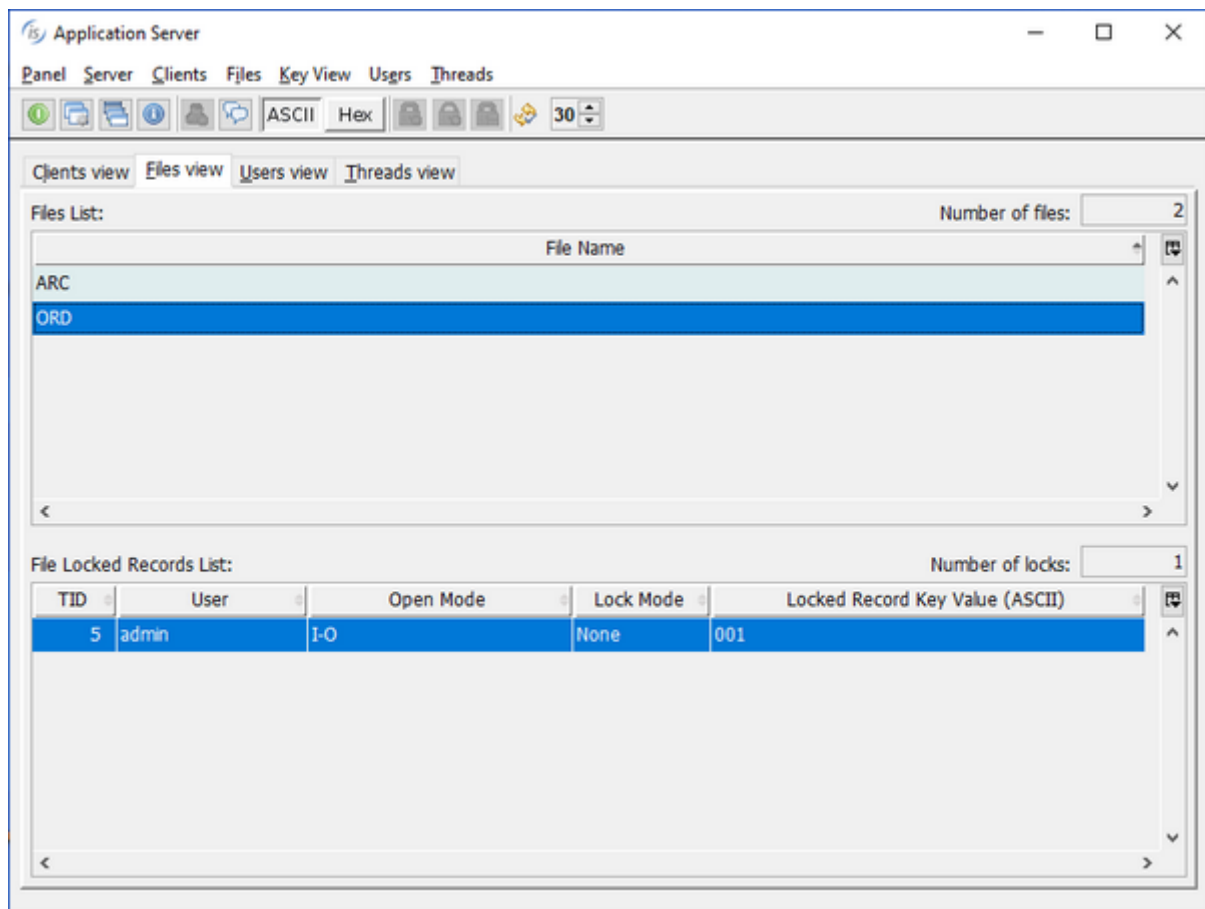 is Application Server
Panel Server Clients Files Key View Users Threads
ASCII Hex 30
Clients view Files view Users view Threads view
Files List: Number of files: 2
File Name
ARC
ORD
File Locked Records List: Number of locks: 1
TID User Open Mode Lock Mode Locked Record Key Value (ASCII)
5 admin I-O None 001